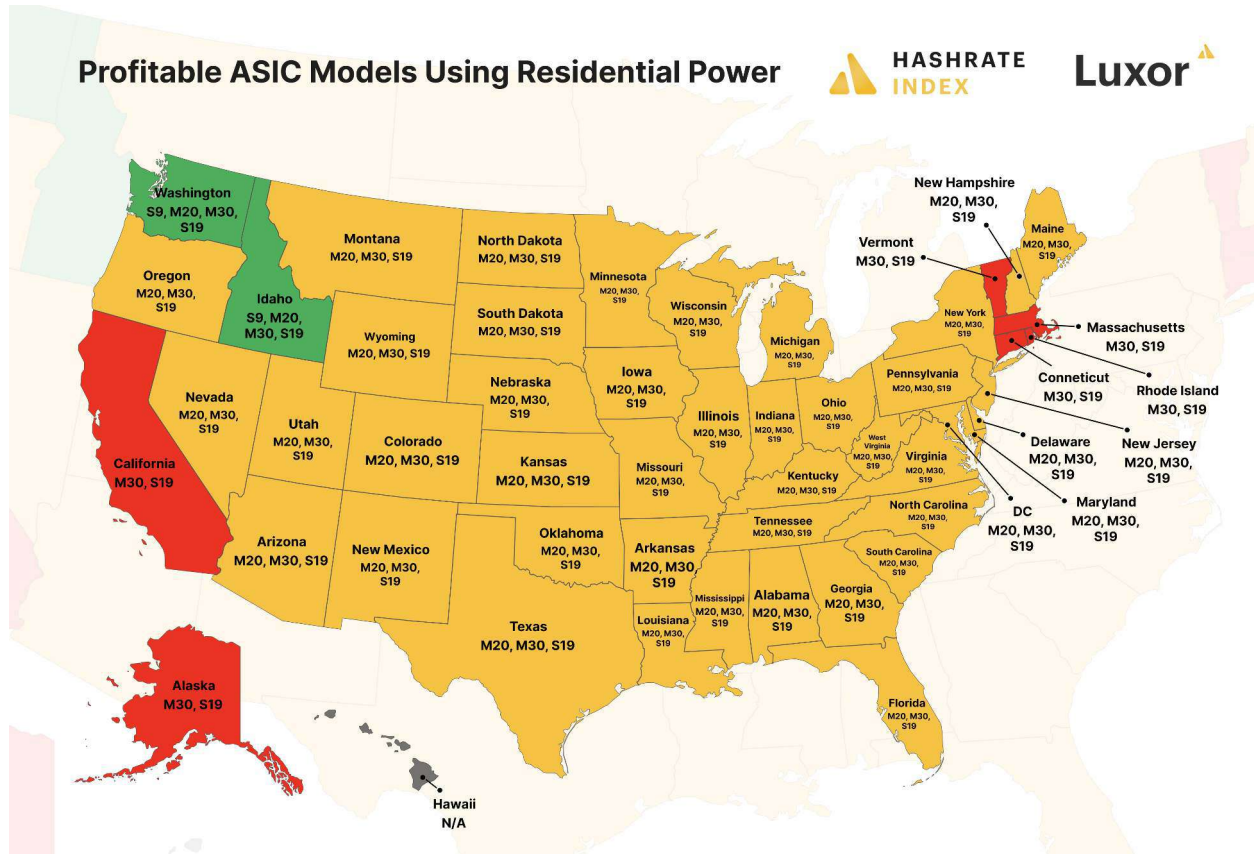 Profitable ASIC Models Using Residential Power
HASHRATE
INDEX
Luxor
Washington
S9, M20, M30,
S19
Oregon
M20, M30,
S19
Idaho
S9, M20,
M30, S19
Montana
M20, M30, S19
North Dakota
M20, M30, S19
Minnesota
M20, M30,
S19
Wisconsin
M20, M30,
S19
Michigan
M20, M30,
S19
New York
M20, M30,
S19
Vermont
M30, S19
New Hampshire
M20, M30,
S19
Maine
M20, M30,
S19
Massachusetts
M30, S19
Rhode Island
M30, S19
Conneticut
M30, S19
New Jersey
M20, M30,
S19
Delaware
M20, M30,
S19
Maryland
M20, M30,
S19
DC
M20, M30,
S19
Pennsylvania
M20, M30, S19
South Dakota
M20, M30, S19
Wyoming
M20, M30, S19
Nebraska
M20, M30, S19
Iowa
M20, M30,
S19
Illinois
M20, M30,
S19
Indiana
M20, M30,
S19
Ohio
M20, M30,
S19
West
Virginia
M20, M30,
S19
Virginia
M20, M30,
S19
Nevada
M20, M30,
S19
Utah
M20, M30,
S19
Colorado
M20, M30, S19
Kansas
M20, M30, S19
Missouri
M20, M30,
S19
Kentucky
M20, M30, S19
California
M30, S19
Arizona
M20, M30, S19
New Mexico
M20, M30,
S19
Oklahoma
M20, M30,
S19
Arkansas
M20, M30,
S19
Tennessee
M20, M30, S19
North Carolina
M20, M30,
S19
South Carolina
M20, M30,
S19
Texas
M20, M30, S19
Louisiana
M20, M30,
S19
Mississippi
M20, M30,
S19
Alabama
M20, M30,
S19
Georgia
M20, M30,
S19
Florida
M20, M30,
S19
Alaska
M30, S19
Hawaii
N/A